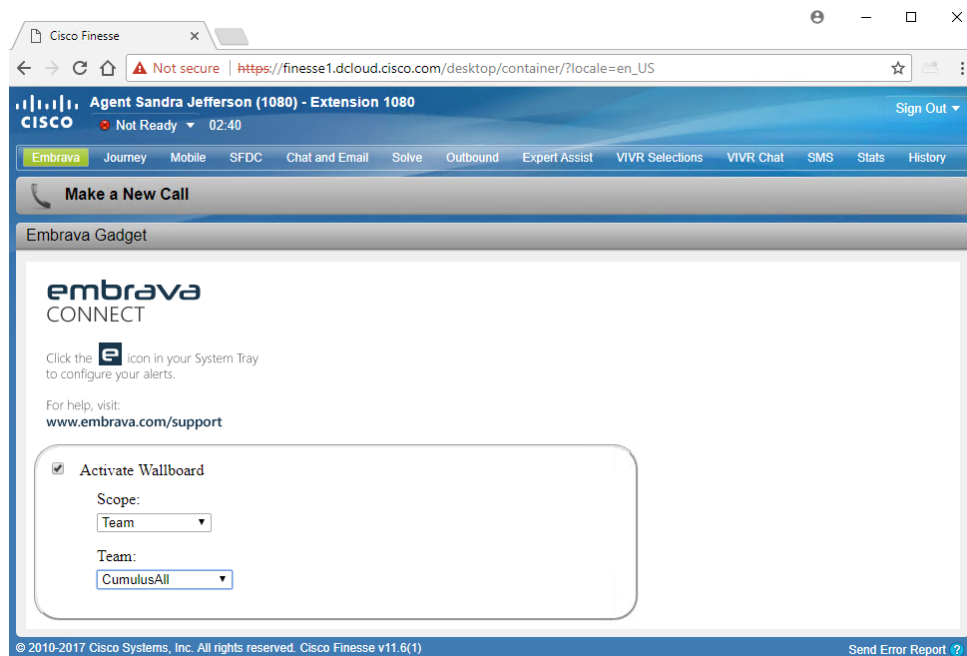 Cisco Finesse
Not secure | https://finesse1.dcloud.cisco.com/desktop/container/?locale=en_US
CISCO
Agent Sandra Jefferson (1080) - Extension 1080
Sign Out
Not Ready 02:40
Embrava Journey Mobile SFDC Chat and Email Solve Outbound Expert Assist VIVR Selections VIVR Chat SMS Stats History
Make a New Call
Embrava Gadget
embrava
CONNECT
Click the e icon in your System Tray
to configure your alerts.
For help, visit:
www.embrava.com/support
Activate Wallboard
Scope:
Team
Team:
CumulusAll
© 2010-2017 Cisco Systems, Inc. All rights reserved. Cisco Finesse v11.6(1)
Send Error Report ?